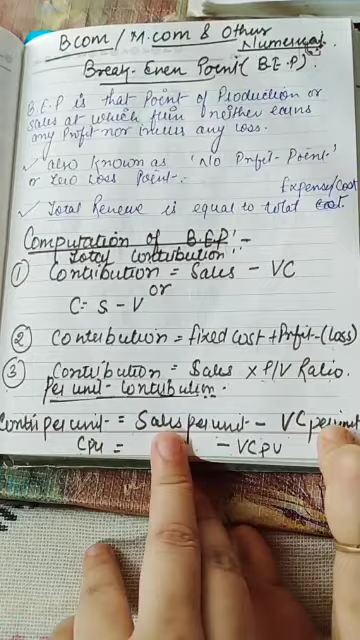 BCom / M.com & Other
Numerical
Break-Even Point (B.E.P).
B.E.P is that Point of Production or
sales at which firm neither earns
any Profit nor incurs any loss.
✓ also Known as 'No Profit-Point'
or Zero Loss Point.
Expense/Cost
✓ Total Revenue is equal to total cost.
Computation of B.E.P:-
Total Contribution:-
① Contribution = Sales - VC
or
C = S - V
② Contribution = fixed cost + Profit - (Loss)
③ Contribution = Sales x P/V Ratio.
Per unit - Contribution.
Contri per unit = Sales per unit - VC per unit
CPU = - VCPU